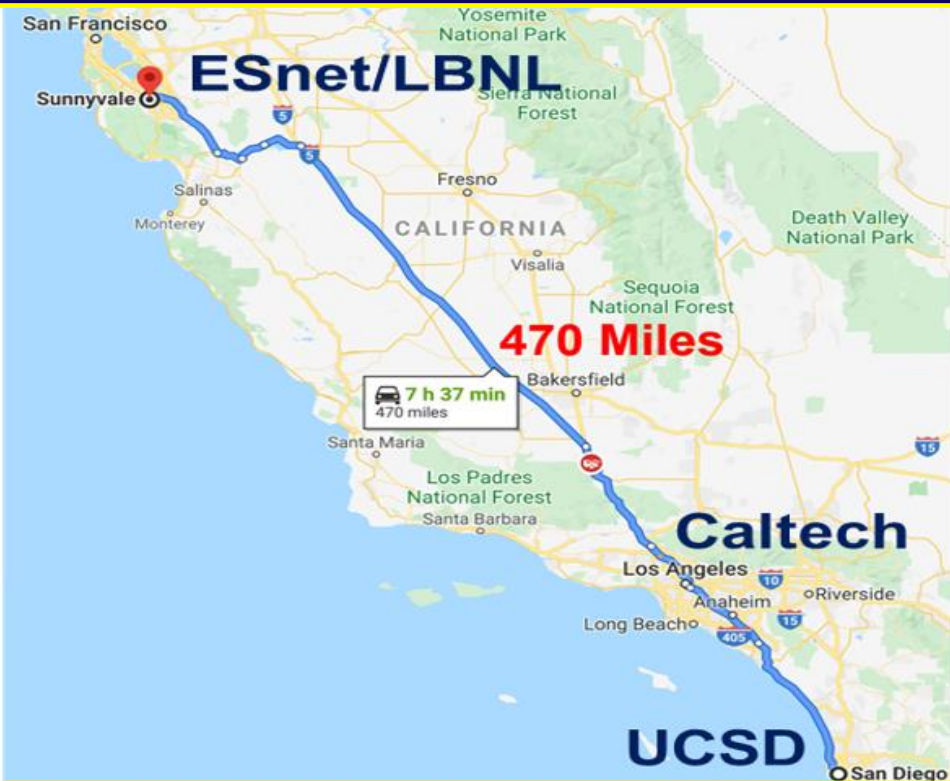 San Francisco
Yosemite
National Park
ESnet/LBNL
Sunnyvale
Sierra National
Forest
5
5
Salinas
Monterey
Fresno
CALIFORNIA
Visalia
Death Valley
National Park
Sequoia
National Forest
470 Miles
7 h 37 min
470 miles
Bakersfield
Santa Maria
15
Los Padres
National Forest
Santa Barbara
Caltech
Los Angeles
10
Anaheim
Riverside
Long Beach
405
15
UCSD
San Diego